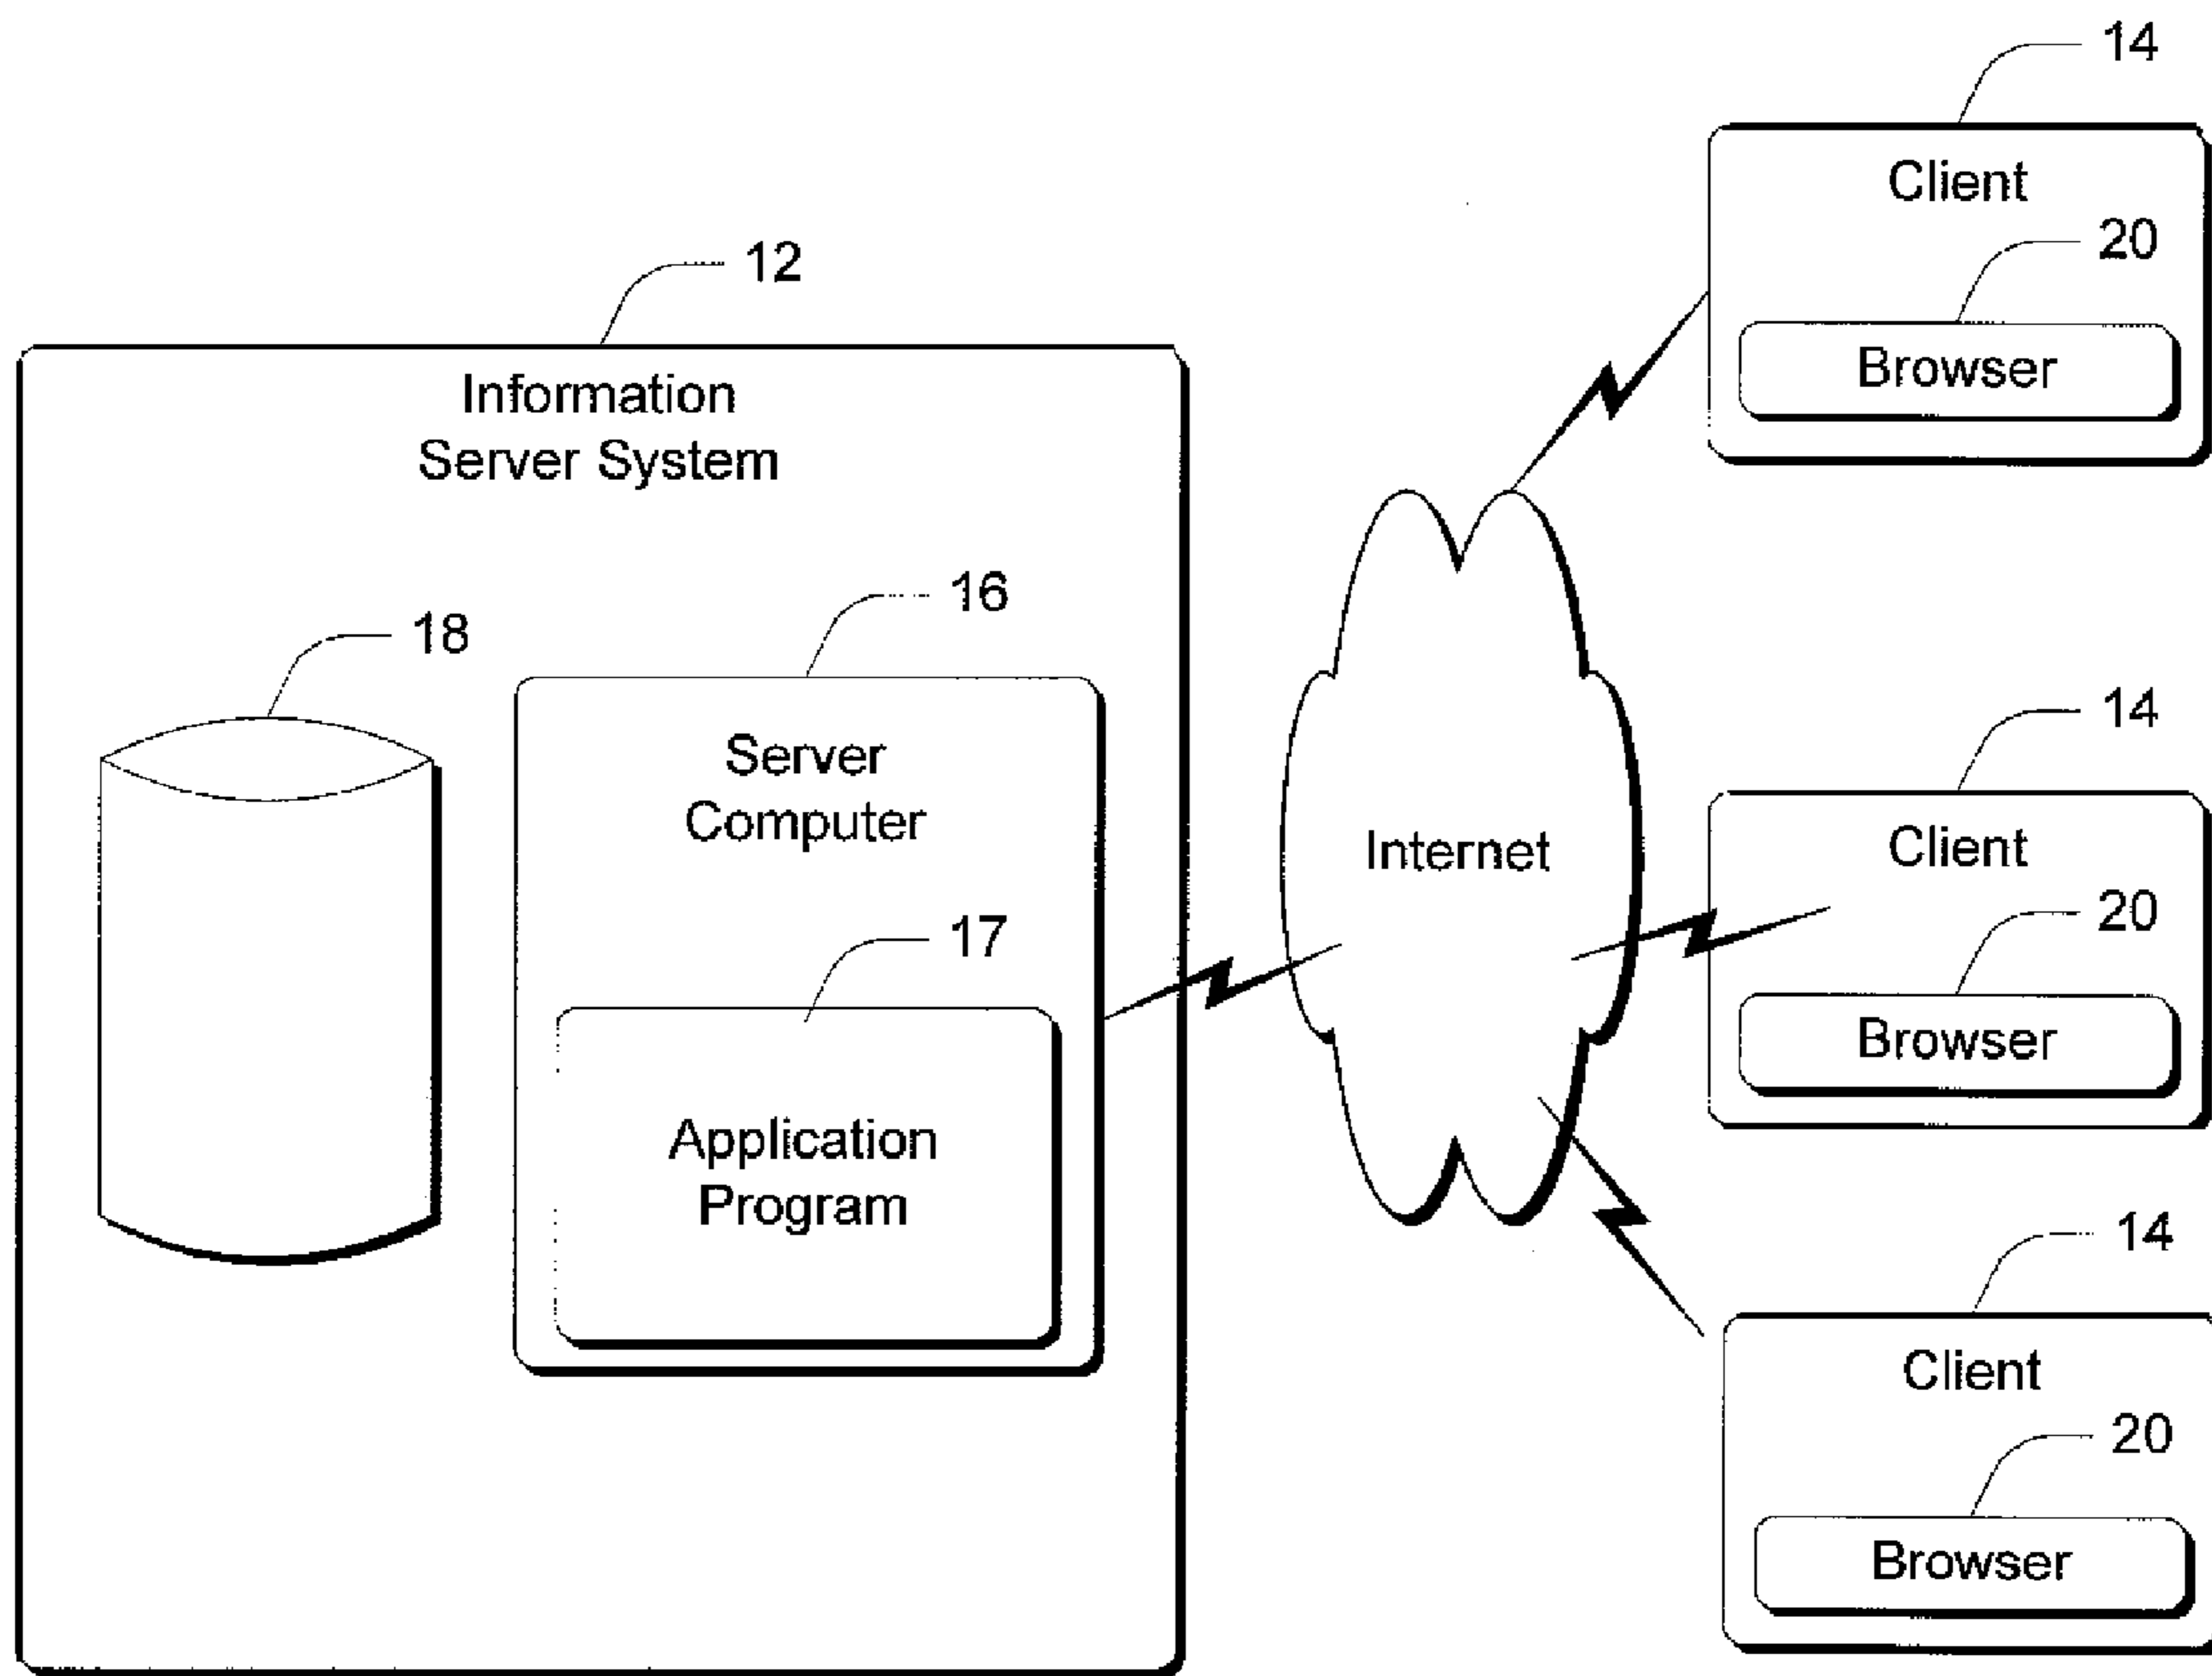 12
Information
Server System
18
16
Server
Computer
17
Application
Program
Internet
14
Client
20
Browser
14
Client
20
Browser
14
Client
20
Browser